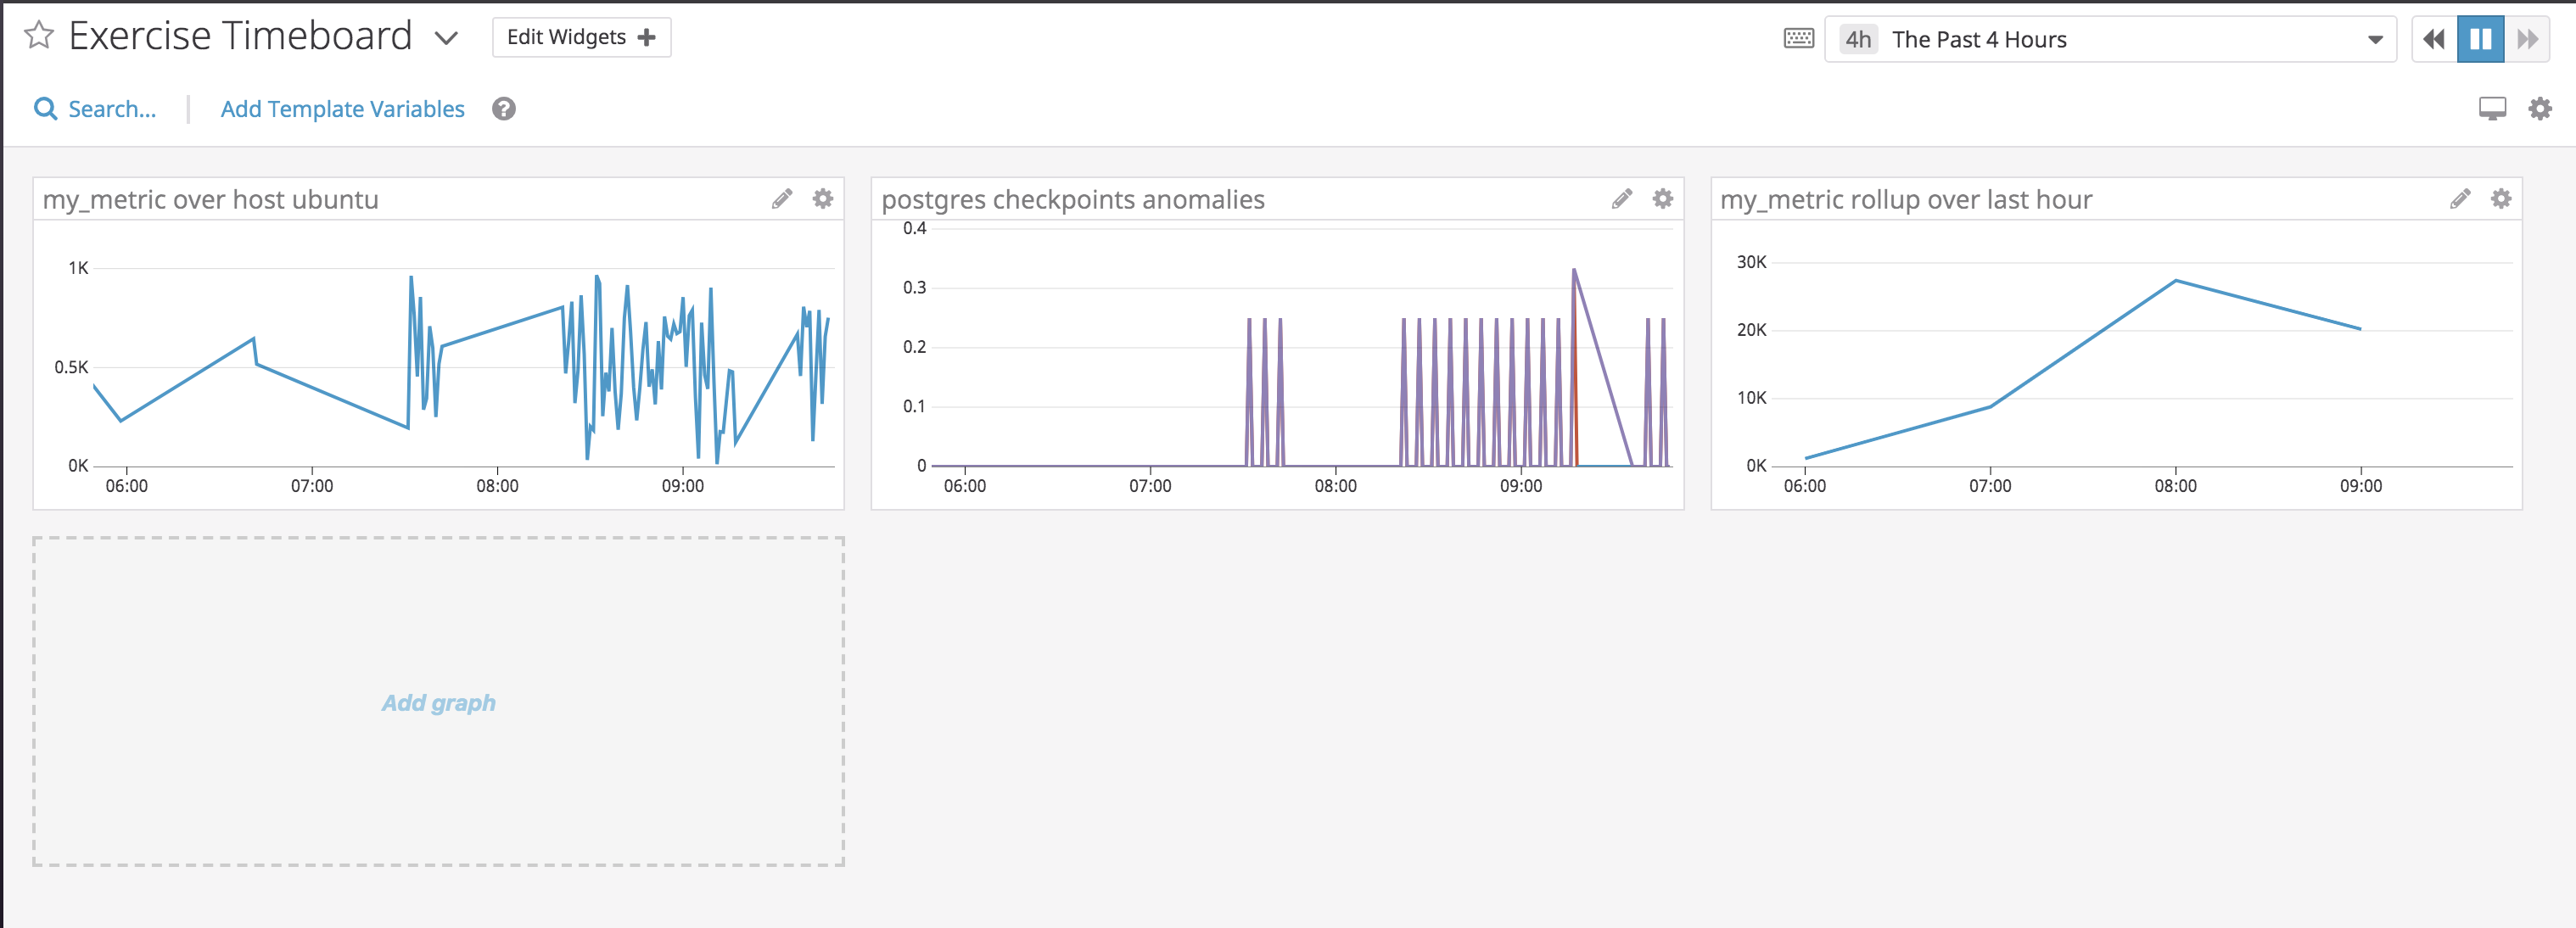 Exercise Timeboard
Edit Widgets +
4h The Past 4 Hours
Search...
Add Template Variables ?
my_metric over host ubuntu
1K
0.5K
0K
06:00 07:00 08:00 09:00
postgres checkpoints anomalies
0.4
0.3
0.2
0.1
0
06:00 07:00 08:00 09:00
my_metric rollup over last hour
30K
20K
10K
0K
06:00 07:00 08:00 09:00
Add graph